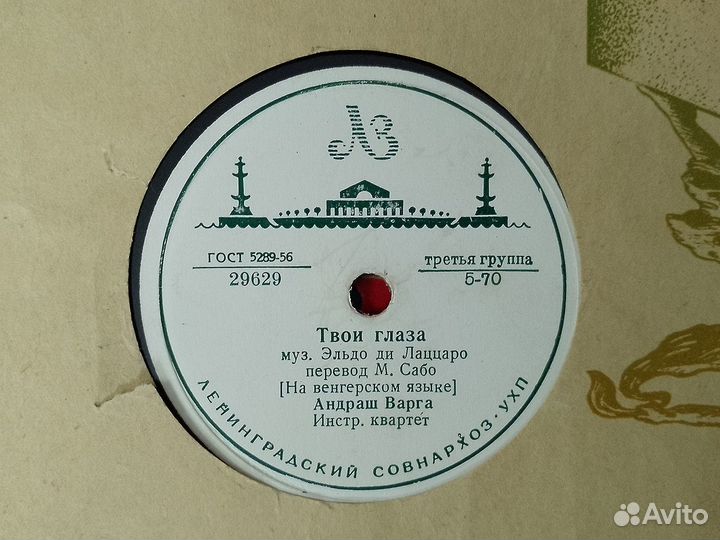 ЛЗ
ГОСТ 5289-56
29629
третья группа
5-70
Твои глаза
муз. Эльдо ди Лаццаро
перевод М. Сабо
[На венгерском языке]
Андраш Варга
Инстр. квартет
ЛЕНИНГРАДСКИЙ СОВНАРХОЗ · УХП
Avito